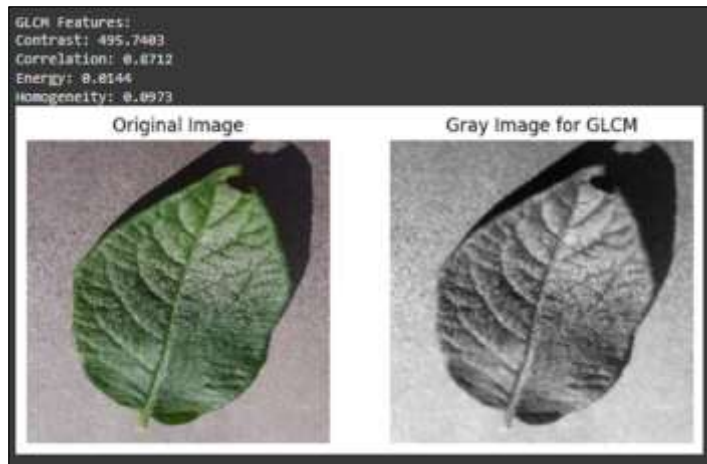 GLCM Features:
Contrast: 495.7403
Correlation: 0.8712
Energy: 0.0144
Homogeneity: 0.0973
Original Image
Gray Image for GLCM